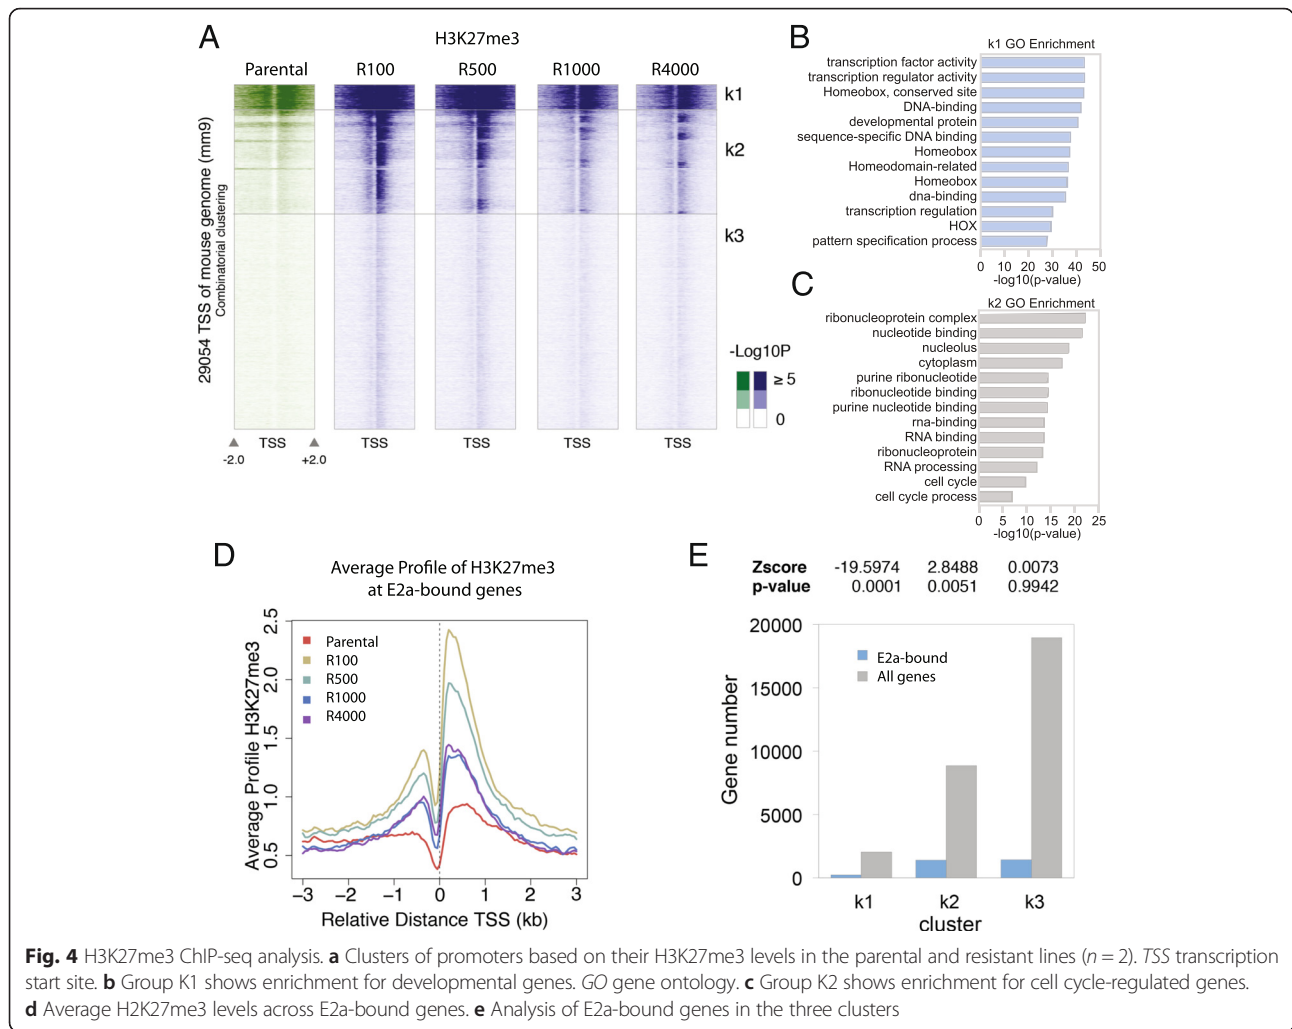 A
H3K27me3
Parental
R100
R500
R1000
R4000
k1
k2
k3
29054 TSS of mouse genome (mm9)
Combinatorial clustering
-Log10P
≥ 5
0
TSS
TSS
TSS
TSS
TSS
-2.0
+2.0
B
k1 GO Enrichment
transcription factor activity
transcription regulator activity
Homeobox, conserved site
DNA-binding
developmental protein
sequence-specific DNA binding
Homeobox
Homeodomain-related
Homeobox
dna-binding
transcription regulation
HOX
pattern specification process
0 10 20 30 40 50
-log10(p-value)
C
k2 GO Enrichment
ribonucleoprotein complex
nucleotide binding
nucleolus
cytoplasm
purine ribonucleotide
ribonucleotide binding
purine nucleotide binding
rna-binding
RNA binding
ribonucleoprotein
RNA processing
cell cycle
cell cycle process
0 5 10 15 20 25
-log10(p-value)
D
Average Profile of H3K27me3
at E2a-bound genes
Average Profile H3K27me3
2.5
2.0
1.5
1.0
0.5
Parental
R100
R500
R1000
R4000
−3 −2 −1 0 1 2 3
Relative Distance TSS (kb)
E
Zscore -19.5974 2.8488 0.0073
p-value 0.0001 0.0051 0.9942
Gene number
20000
15000
10000
5000
0
E2a-bound
All genes
k1 k2 k3
cluster
Fig. 4 H3K27me3 ChIP-seq analysis. a Clusters of promoters based on their H3K27me3 levels in the parental and resistant lines (n = 2). TSS transcription
start site. b Group K1 shows enrichment for developmental genes. GO gene ontology. c Group K2 shows enrichment for cell cycle-regulated genes.
d Average H2K27me3 levels across E2a-bound genes. e Analysis of E2a-bound genes in the three clusters